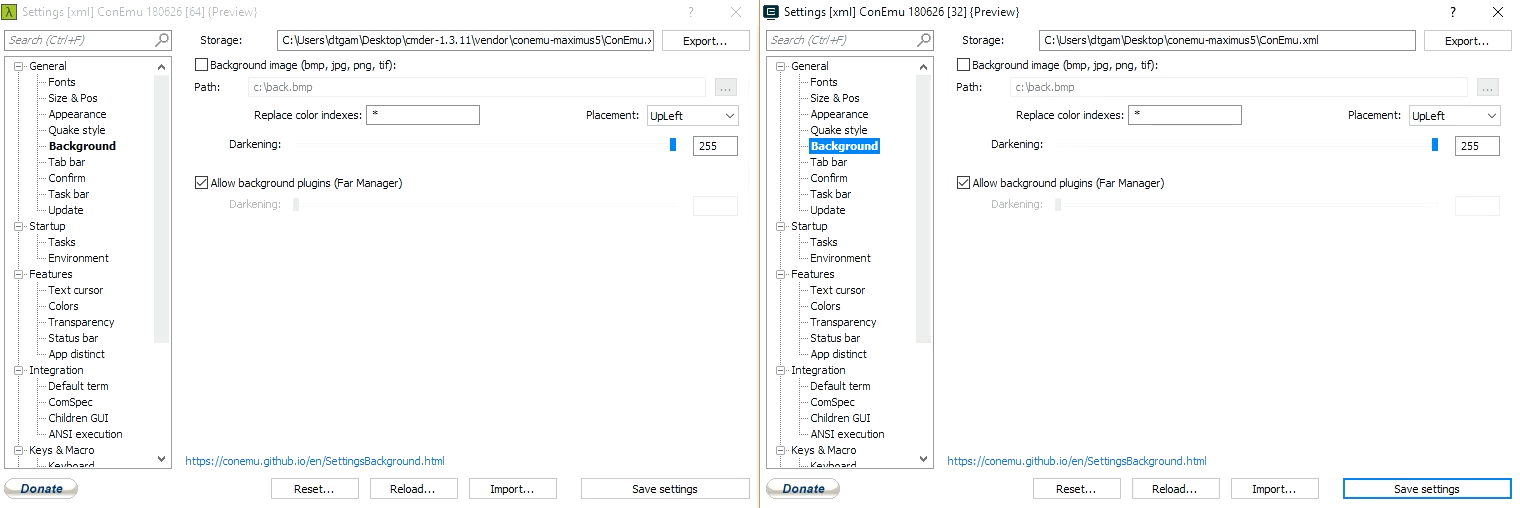 Settings [xml] ConEmu 180626 [64] {Preview}
Search (Ctrl+F)
Storage:
C:\Users\dtgam\Desktop\cmder-1.3.11\vendor\conemu-maximus5\ConEmu.x
Export...
General
Fonts
Size & Pos
Appearance
Quake style
Background
Tab bar
Confirm
Task bar
Update
Startup
Tasks
Environment
Features
Text cursor
Colors
Transparency
Status bar
App distinct
Integration
Default term
ComSpec
Children GUI
ANSI execution
Keys & Macro
Keyboard
Background image (bmp, jpg, png, tif):
Path: c:\back.bmp ...
Replace color indexes: * Placement: UpLeft
Darkening: 255
Allow background plugins (Far Manager)
Darkening:
https://conemu.github.io/en/SettingsBackground.html
Donate Reset... Reload... Import... Save settings
Settings [xml] ConEmu 180626 [32] {Preview}
Search (Ctrl+F)
Storage:
C:\Users\dtgam\Desktop\conemu-maximus5\ConEmu.xml
Export...
General
Fonts
Size & Pos
Appearance
Quake style
Background
Tab bar
Confirm
Task bar
Update
Startup
Tasks
Environment
Features
Text cursor
Colors
Transparency
Status bar
App distinct
Integration
Default term
ComSpec
Children GUI
ANSI execution
Keys & Macro
Keyboard
Background image (bmp, jpg, png, tif):
Path: c:\back.bmp ...
Replace color indexes: * Placement: UpLeft
Darkening: 255
Allow background plugins (Far Manager)
Darkening:
https://conemu.github.io/en/SettingsBackground.html
Donate Reset... Reload... Import... Save settings